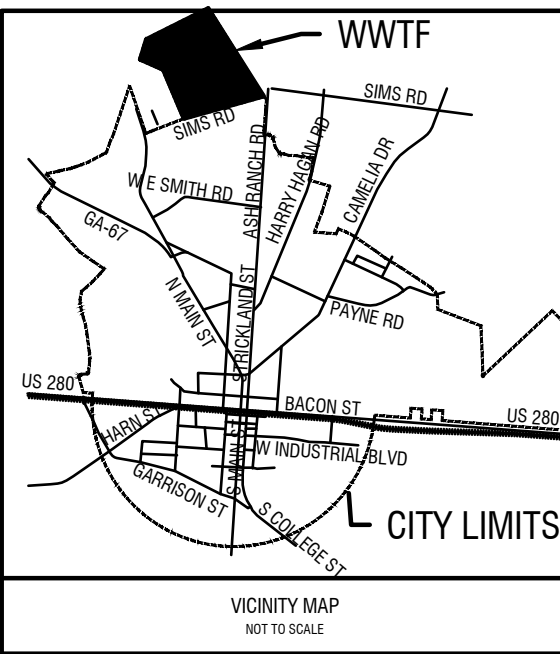 WWTF
SIMS RD
SIMS RD
ASH RANCH RD
HARRY HAGAN RD
CAMELIA DR
W E SMITH RD
GA-67
N MAIN ST
STRICKLAND ST
PAYNE RD
US 280
BACON ST
US 280
HARN ST
S MAIN ST
W INDUSTRIAL BLVD
GARRISON ST
S COLLEGE ST
CITY LIMITS
VICINITY MAP
NOT TO SCALE